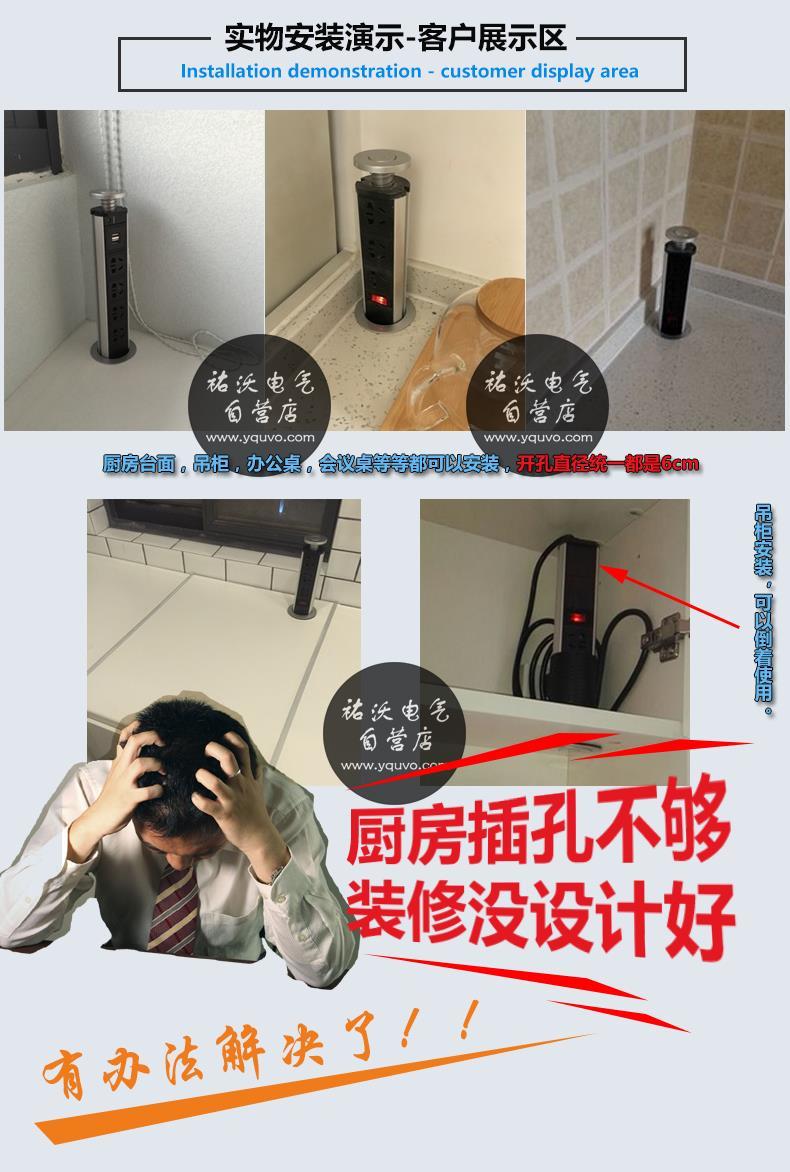 实物安装演示-客户展示区
Installation demonstration - customer display area
祐沃电气
自营店
www.yquvo.com
祐沃电气
自营店
www.yquvo.com
厨房台面，吊柜，办公桌，会议桌等等都可以安装，开孔直径统一都是6cm
吊柜安装，可以倒着使用。
祐沃电气
自营店
www.yquvo.com
厨房插孔不够
装修没设计好
有办法解决了！！